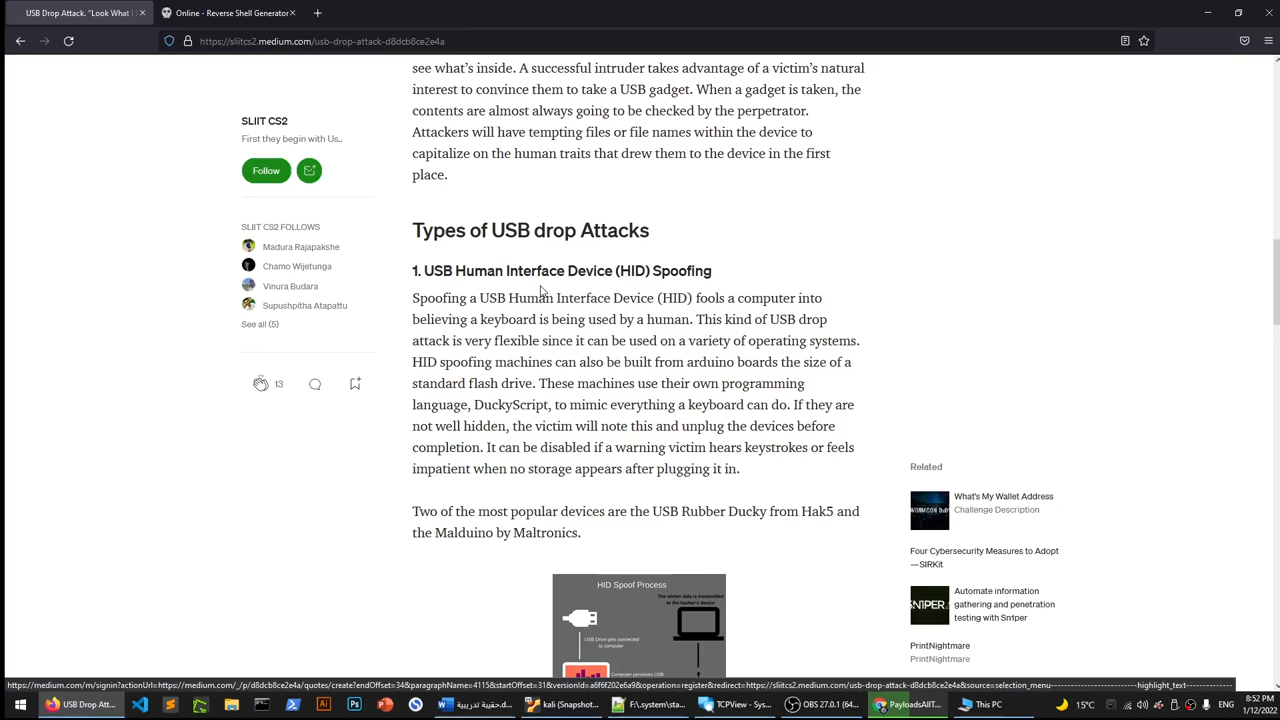 USB Drop Attack. "Look What I
Online - Reverse Shell Generator
https://sliitcs2.medium.com/usb-drop-attack-d8dcb8ce2e4a
see what's inside. A successful intruder takes advantage of a victim's natural
interest to convince them to take a USB gadget. When a gadget is taken, the
contents are almost always going to be checked by the perpetrator.
Attackers will have tempting files or file names within the device to
capitalize on the human traits that drew them to the device in the first
place.
SLIIT CS2
First they begin with Us..
Follow
SLIIT CS2 FOLLOWS
Madura Rajapakshe
Chamo Wijetunga
Vinura Budara
Supushpitha Atapattu
See all (5)
13
Types of USB drop Attacks
1. USB Human Interface Device (HID) Spoofing
Spoofing a USB Human Interface Device (HID) fools a computer into
believing a keyboard is being used by a human. This kind of USB drop
attack is very flexible since it can be used on a variety of operating systems.
HID spoofing machines can also be built from arduino boards the size of a
standard flash drive. These machines use their own programming
language, DuckyScript, to mimic everything a keyboard can do. If they are
not well hidden, the victim will note this and unplug the devices before
completion. It can be disabled if a warning victim hears keystrokes or feels
impatient when no storage appears after plugging it in.
Two of the most popular devices are the USB Rubber Ducky from Hak5 and
the Malduino by Maltronics.
HID Spoof Process
The stolen data is transmitted
to the hacker's device
USB Drive gets connected
to computer
Computer perceives USB
Related
What's My Wallet Address
Challenge Description
Four Cybersecurity Measures to Adopt
—SIRKit
Automate information
gathering and penetration
testing with Sn1per
SN1PER
PrintNightmare
PrintNightmare
https://medium.com/m/signin?actionUrl=https://medium.com/_/p/d8dcb8ce2e4a/quotes/create?endOffset=34&paragraphName=4115&startOffset=31&versionId=a6f6f202e6a9&operation=register&redirect=https://sliitcs2.medium.com/usb-drop-attack-d8dcb8ce2e4a&source=selection_menu
USB Drop Att...
حقيبة تدريبية.d...
kali [Snapshot...
F:\.system\sta...
TCPView - Sys...
OBS 27.0.1 (64...
PayloadsAllT...
This PC
15°C
ENG
8:52 PM
1/12/2022